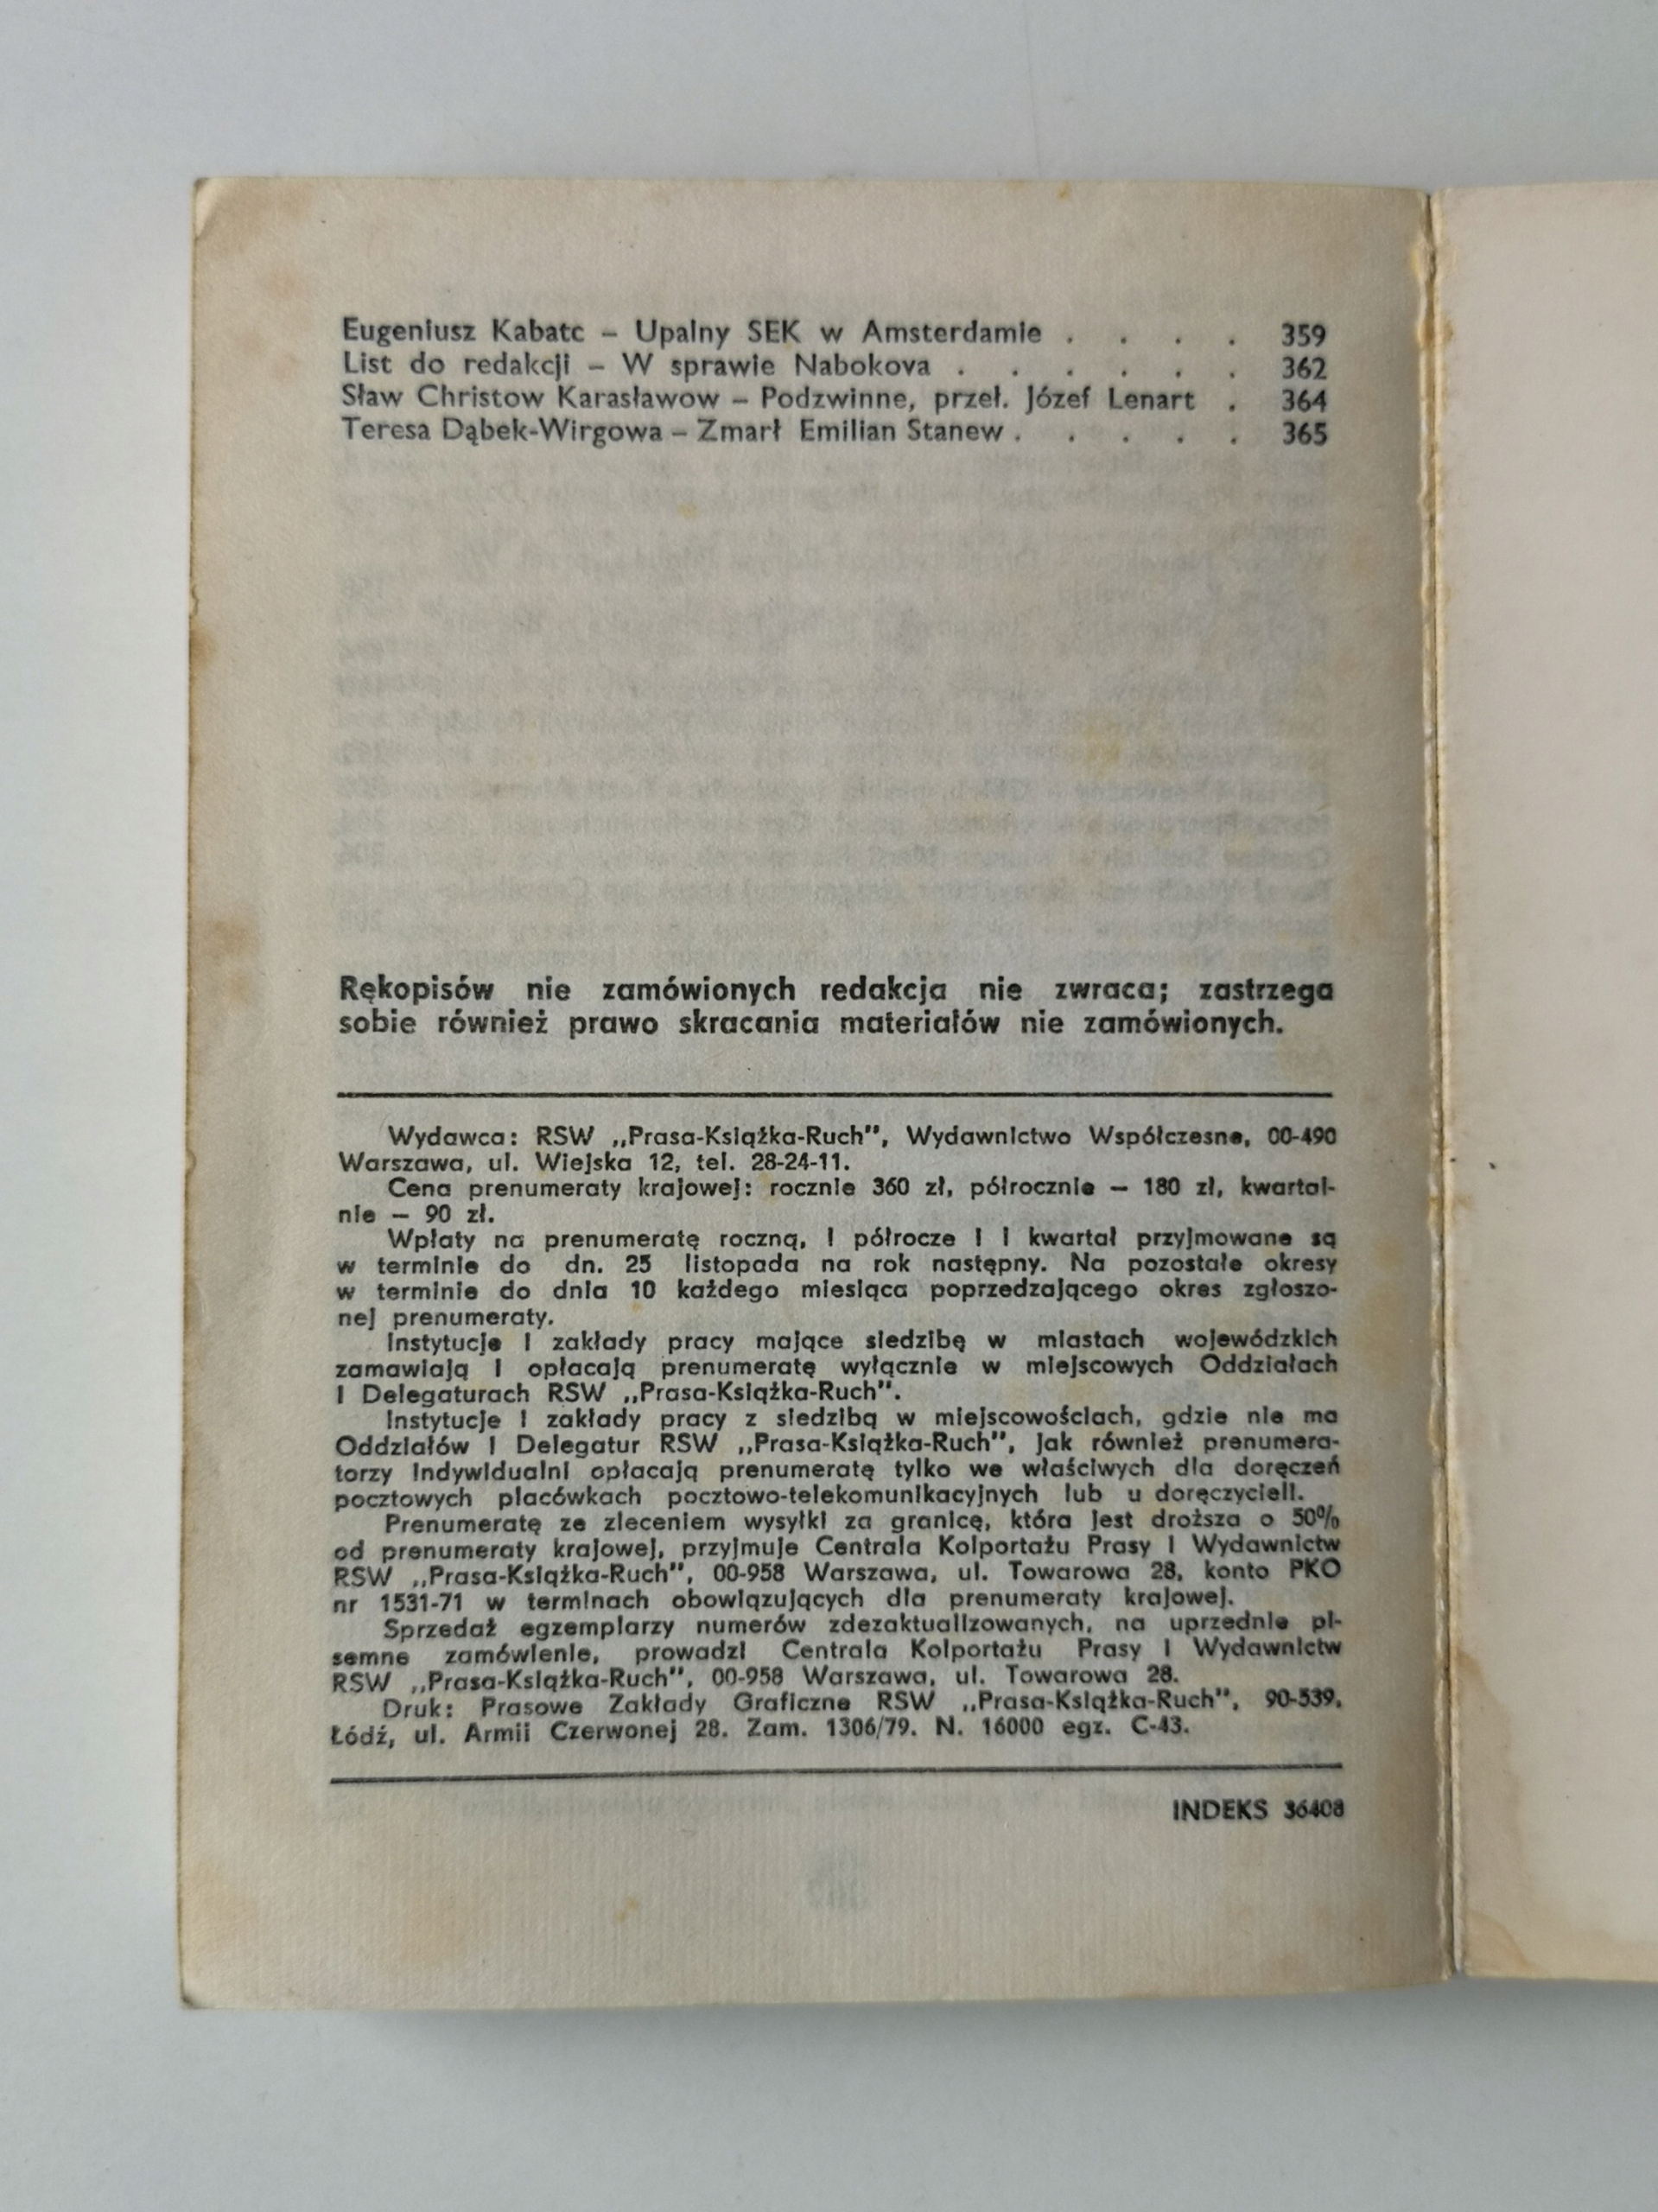 Eugeniusz Kabatc – Upalny SEK w Amsterdamie . . . . 359
List do redakcji – W sprawie Nabokova . . . . . . 362
Sław Christow Karasławow – Podzwinne, przeł. Józef Lenart . 364
Teresa Dąbek-Wirgowa – Zmarł Emilian Stanew . . . . . 365
Rękopisów nie zamówionych redakcja nie zwraca; zastrzega
sobie również prawo skracania materiałów nie zamówionych.
Wydawca: RSW „Prasa-Książka-Ruch”, Wydawnictwo Współczesne, 00-490
Warszawa, ul. Wiejska 12, tel. 28-24-11.
Cena prenumeraty krajowej: rocznie 360 zł, półrocznie – 180 zł, kwartal-
nie – 90 zł.
Wpłaty na prenumeratę roczną, I półrocze i I kwartał przyjmowane są
w terminie do dn. 25 listopada na rok następny. Na pozostałe okresy
w terminie do dnia 10 każdego miesiąca poprzedzającego okres zgłoszo-
nej prenumeraty.
Instytucje i zakłady pracy mające siedzibę w miastach wojewódzkich
zamawiają i opłacają prenumeratę wyłącznie w miejscowych Oddziałach
i Delegaturach RSW „Prasa-Książka-Ruch”.
Instytucje i zakłady pracy z siedzibą w miejscowościach, gdzie nie ma
Oddziałów i Delegatur RSW „Prasa-Książka-Ruch”, jak również prenumera-
torzy indywidualni opłacają prenumeratę tylko we właściwych dla doręczeń
pocztowych placówkach pocztowo-telekomunikacyjnych lub u doręczycieli.
Prenumeratę ze zleceniem wysyłki za granicę, która jest droższa o 50%
od prenumeraty krajowej, przyjmuje Centrala Kolportażu Prasy i Wydawnictw
RSW „Prasa-Książka-Ruch”, 00-958 Warszawa, ul. Towarowa 28, konto PKO
nr 1531-71 w terminach obowiązujących dla prenumeraty krajowej.
Sprzedaż egzemplarzy numerów zdezaktualizowanych, na uprzednie pi-
semne zamówienie, prowadzi Centrala Kolportażu Prasy i Wydawnictw
RSW „Prasa-Książka-Ruch”, 00-958 Warszawa, ul. Towarowa 28.
Druk: Prasowe Zakłady Graficzne RSW „Prasa-Książka-Ruch”, 90-539,
Łódź, ul. Armii Czerwonej 28. Zam. 1306/79. N. 16000 egz. C-43.
INDEKS 36408